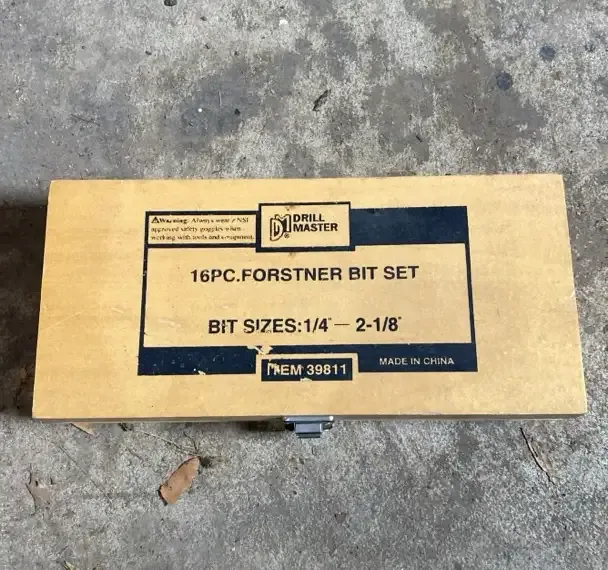 ⚠Warning: Always wear ANSI
approved safety goggles when
working with tools and equipment.
DM®
DRILL
MASTER
16PC.FORSTNER BIT SET
BIT SIZES:1/4" — 2-1/8"
ITEM 39811
MADE IN CHINA